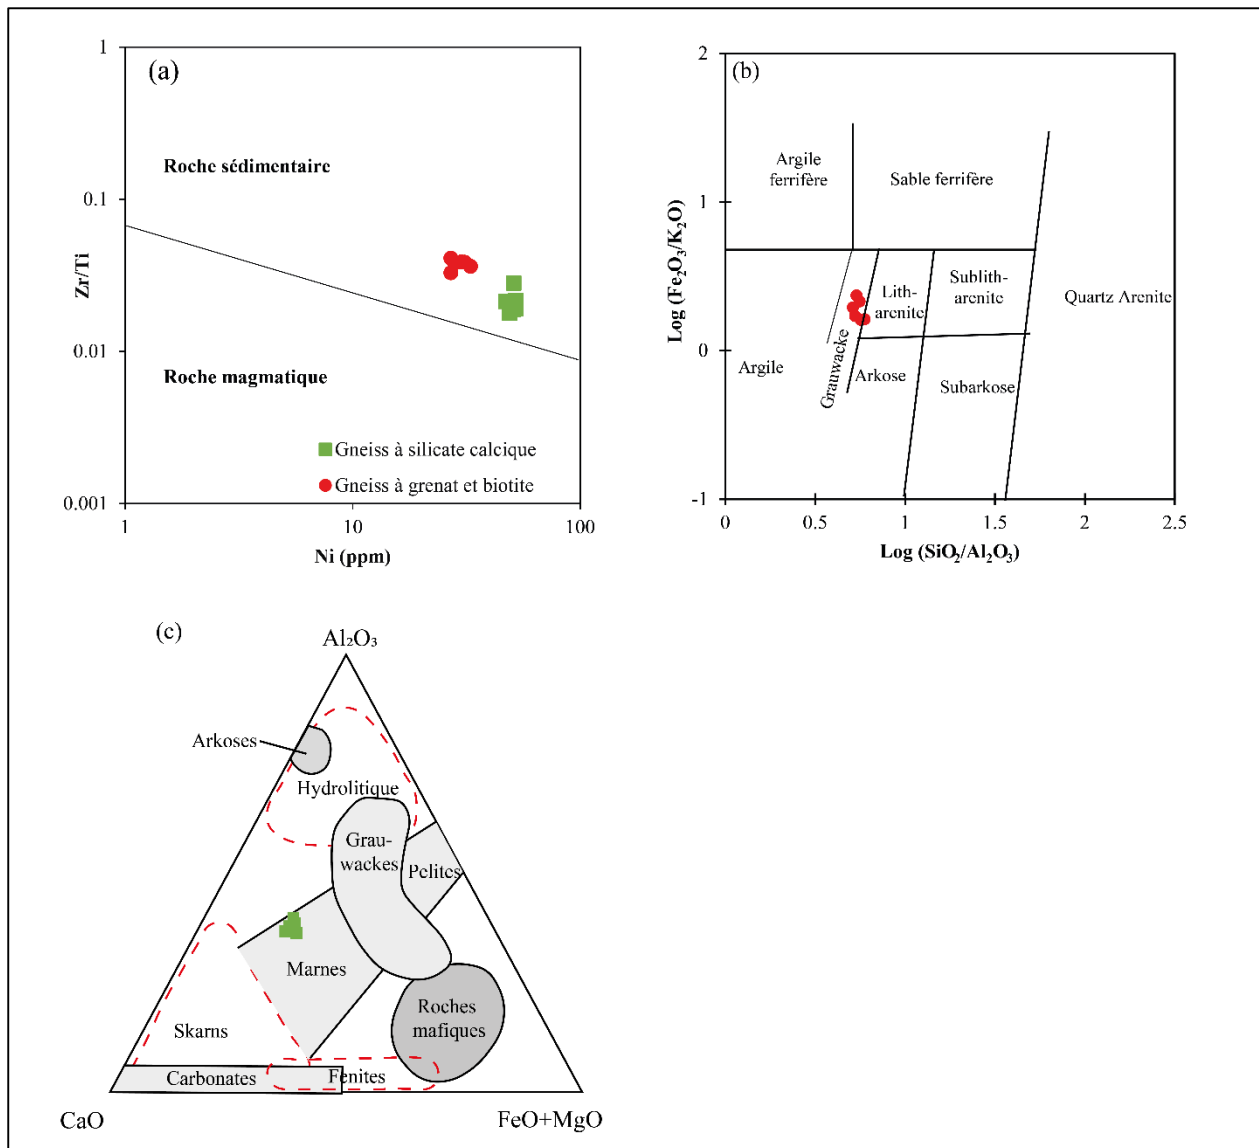 (a)
1
0.1
0.01
0.001
Zr/Ti
Roche sédimentaire
Roche magmatique
Gneiss à silicate calcique
Gneiss à grenat et biotite
1
10
100
Ni (ppm)
(b)
2
1
0
-1
Log (Fe₂O₃/K₂O)
Argile
ferrifère
Sable ferrifère
Argile
Grauwacke
Lith-
arenite
Sublith-
arenite
Quartz Arenite
Arkose
Subarkose
0
0.5
1
1.5
2
2.5
Log (SiO₂/Al₂O₃)
(c)
Al₂O₃
Arkoses
Hydrolitique
Grau-
wackes
Pelites
Marnes
Skarns
Roches
mafiques
Carbonates
Fenites
CaO
FeO+MgO